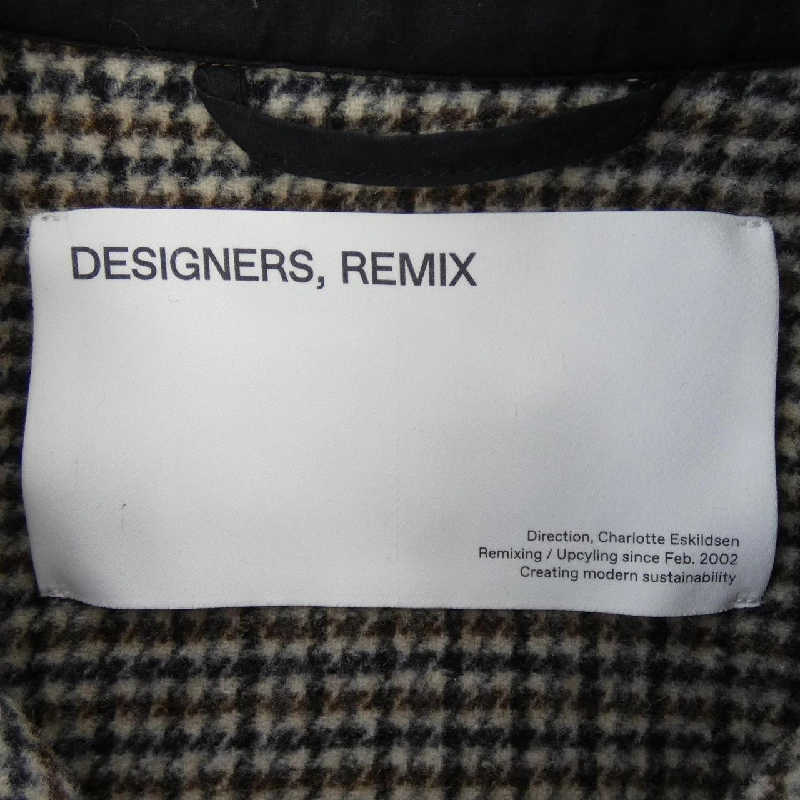 DESIGNERS, REMIX
Direction, Charlotte Eskildsen
Remixing / Upcyling since Feb. 2002
Creating modern sustainability